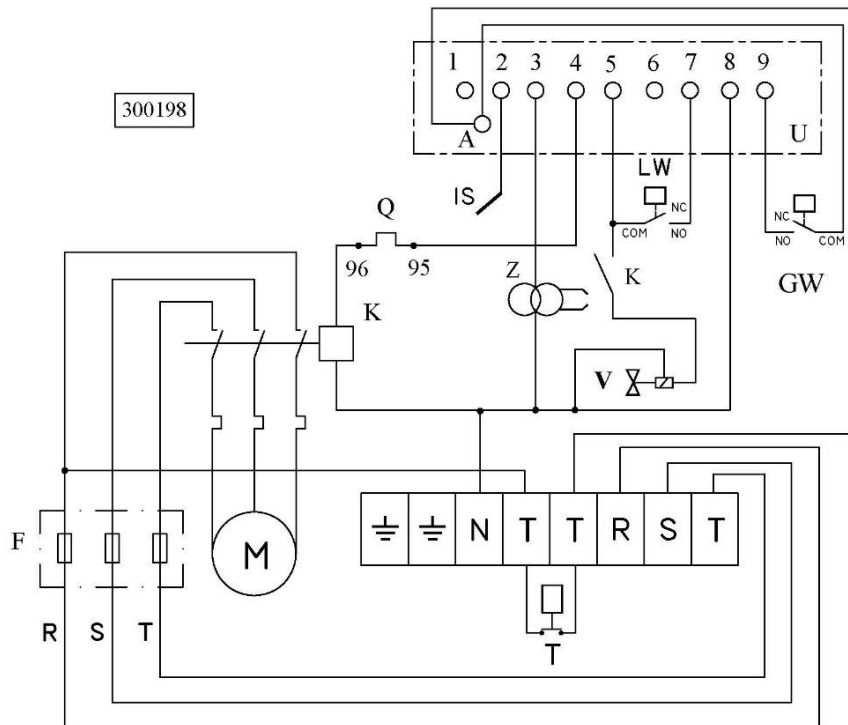 1 2 3 4 5 6 7 8 9
300198
A
U
LW
IS
NC
COM NO
NC
NO COM
GW
Q
96 95
Z
K
K
V
F
M
N T T R S T
R S T
T